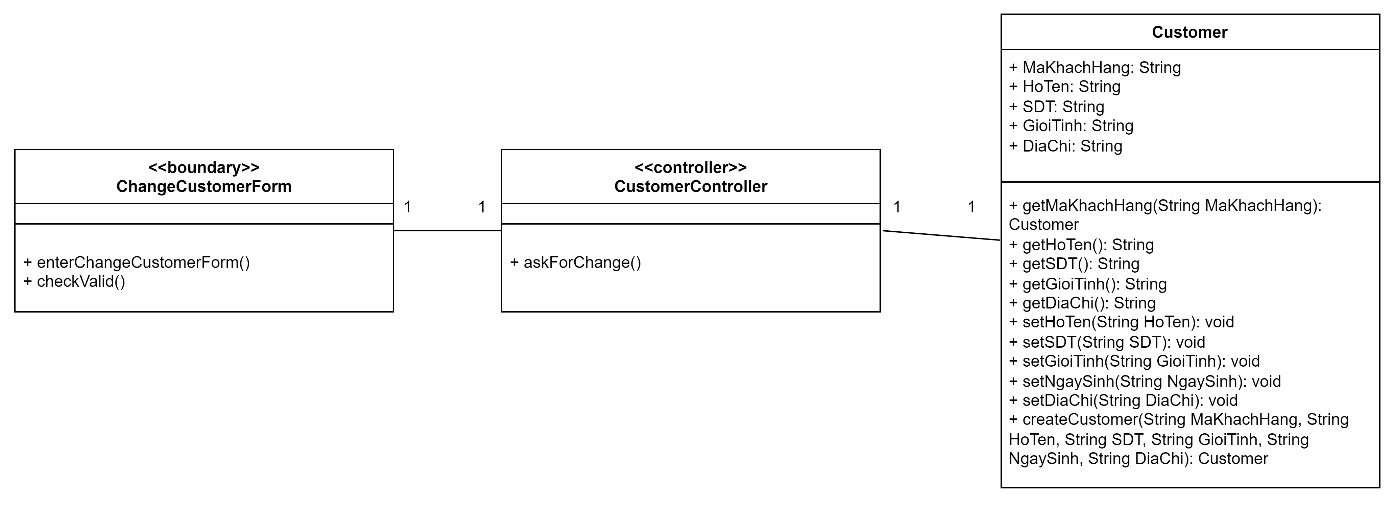 <<boundary>>
ChangeCustomerForm
+ enterChangeCustomerForm()
+ checkValid()
1
1
<<controller>>
CustomerController
+ askForChange()
1
1
Customer
+ MaKhachHang: String
+ HoTen: String
+ SDT: String
+ GioiTinh: String
+ DiaChi: String
+ getMaKhachHang(String MaKhachHang):
Customer
+ getHoTen(): String
+ getSDT(): String
+ getGioiTinh(): String
+ getDiaChi(): String
+ setHoTen(String HoTen): void
+ setSDT(String SDT): void
+ setGioiTinh(String GioiTinh): void
+ setNgaySinh(String NgaySinh): void
+ setDiaChi(String DiaChi): void
+ createCustomer(String MaKhachHang, String
HoTen, String SDT, String GioiTinh, String
NgaySinh, String DiaChi): Customer